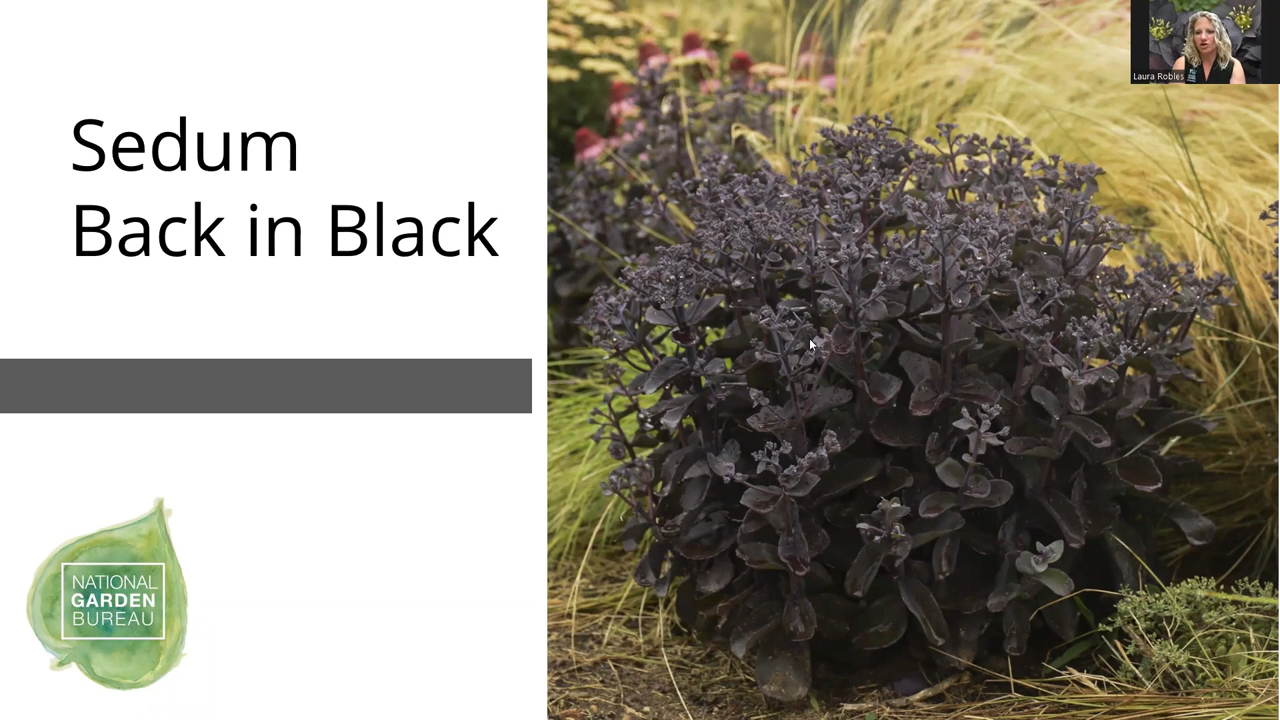 Sedum
Back in Black
NATIONAL
GARDEN
BUREAU
Laura Robles